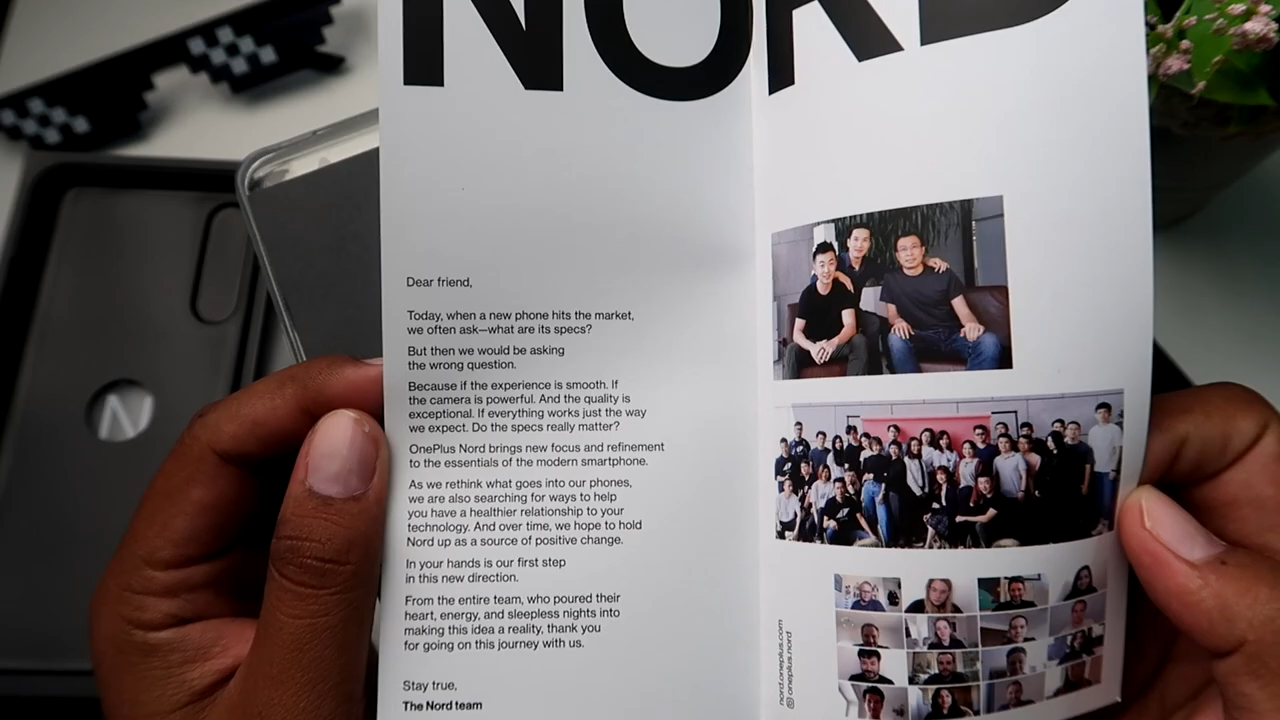 NORD
Dear friend,
Today, when a new phone hits the market,
we often ask—what are its specs?
But then we would be asking
the wrong question.
Because if the experience is smooth. If
the camera is powerful. And the quality is
exceptional. If everything works just the way
we expect. Do the specs really matter?
OnePlus Nord brings new focus and refinement
to the essentials of the modern smartphone.
As we rethink what goes into our phones,
we are also searching for ways to help
you have a healthier relationship to your
technology. And over time, we hope to hold
Nord up as a source of positive change.
In your hands is our first step
in this new direction.
From the entire team, who poured their
heart, energy, and sleepless nights into
making this idea a reality, thank you
for going on this journey with us.
Stay true,
The Nord team
nord.oneplus.com
oneplus.nord
N